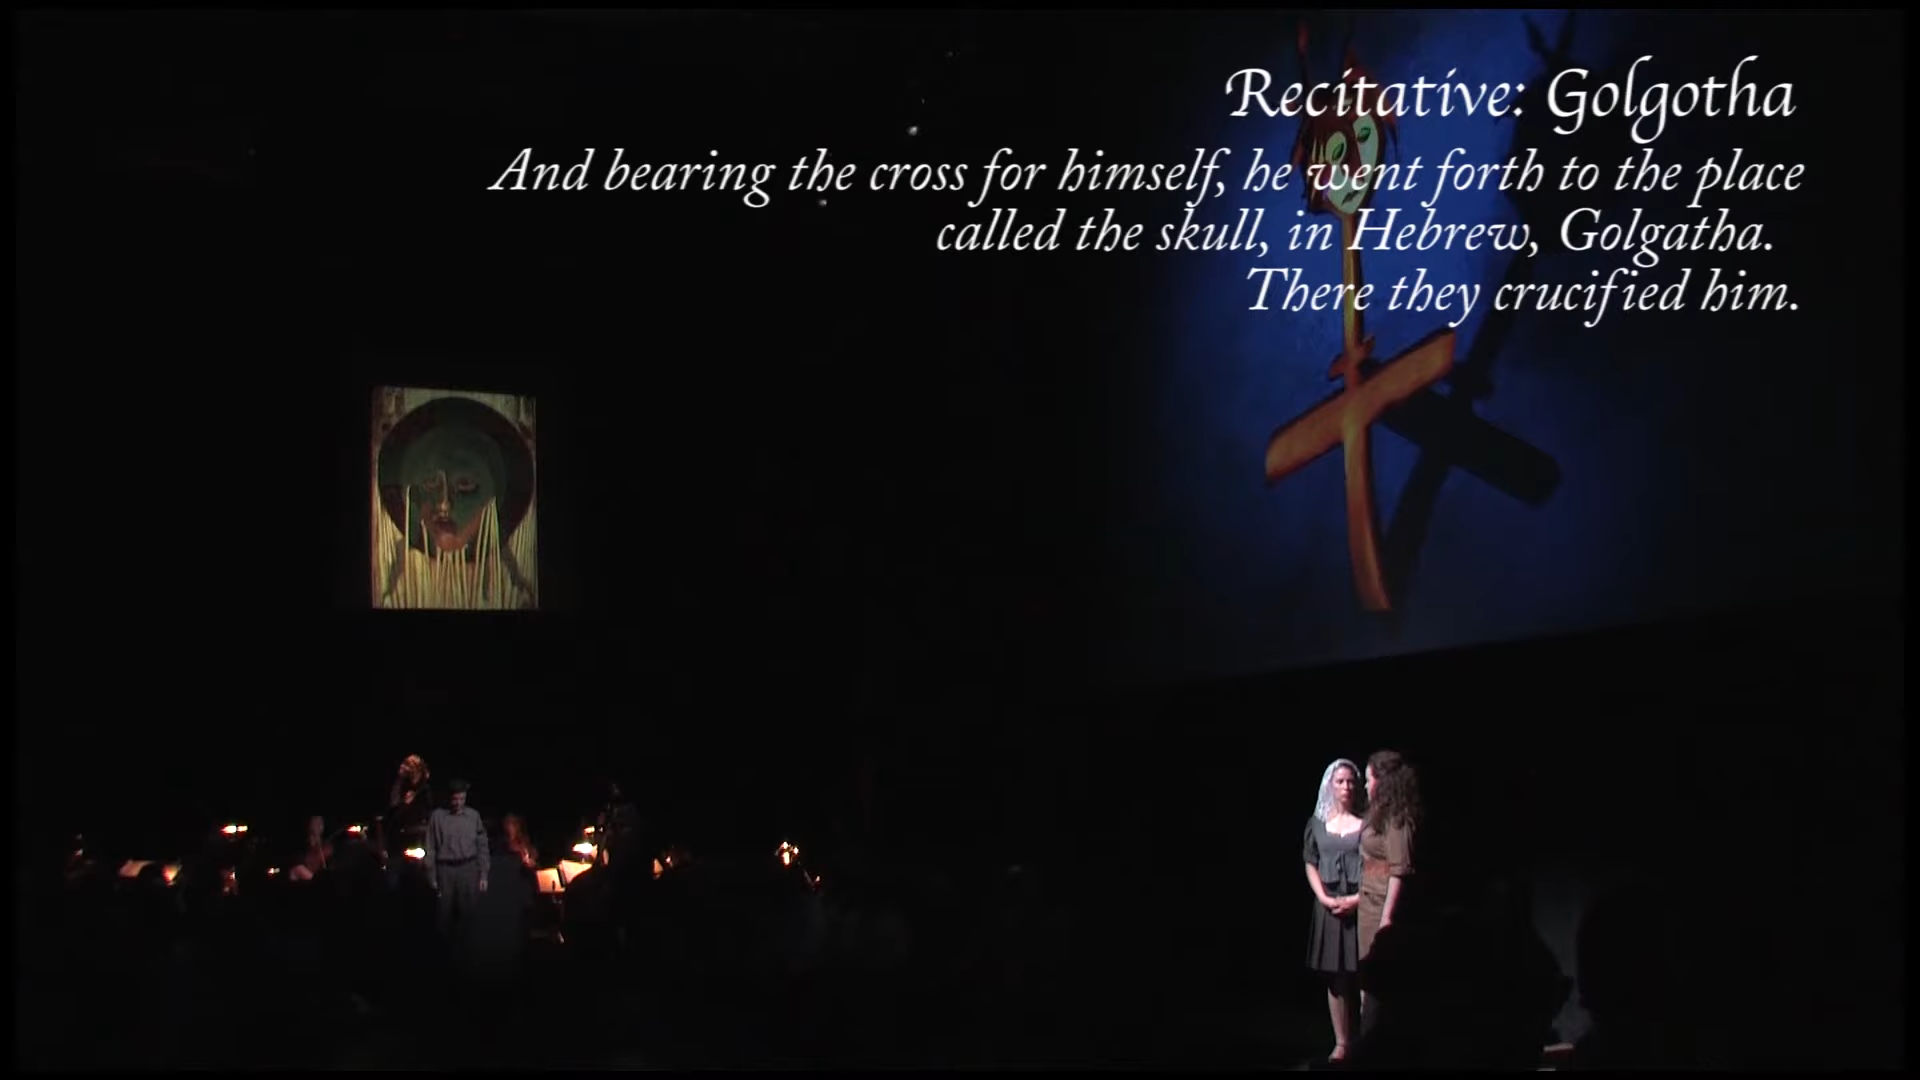 Recitative: Golgotha
And bearing the cross for himself, he went forth to the place
called the skull, in Hebrew, Golgatha.
There they crucified him.